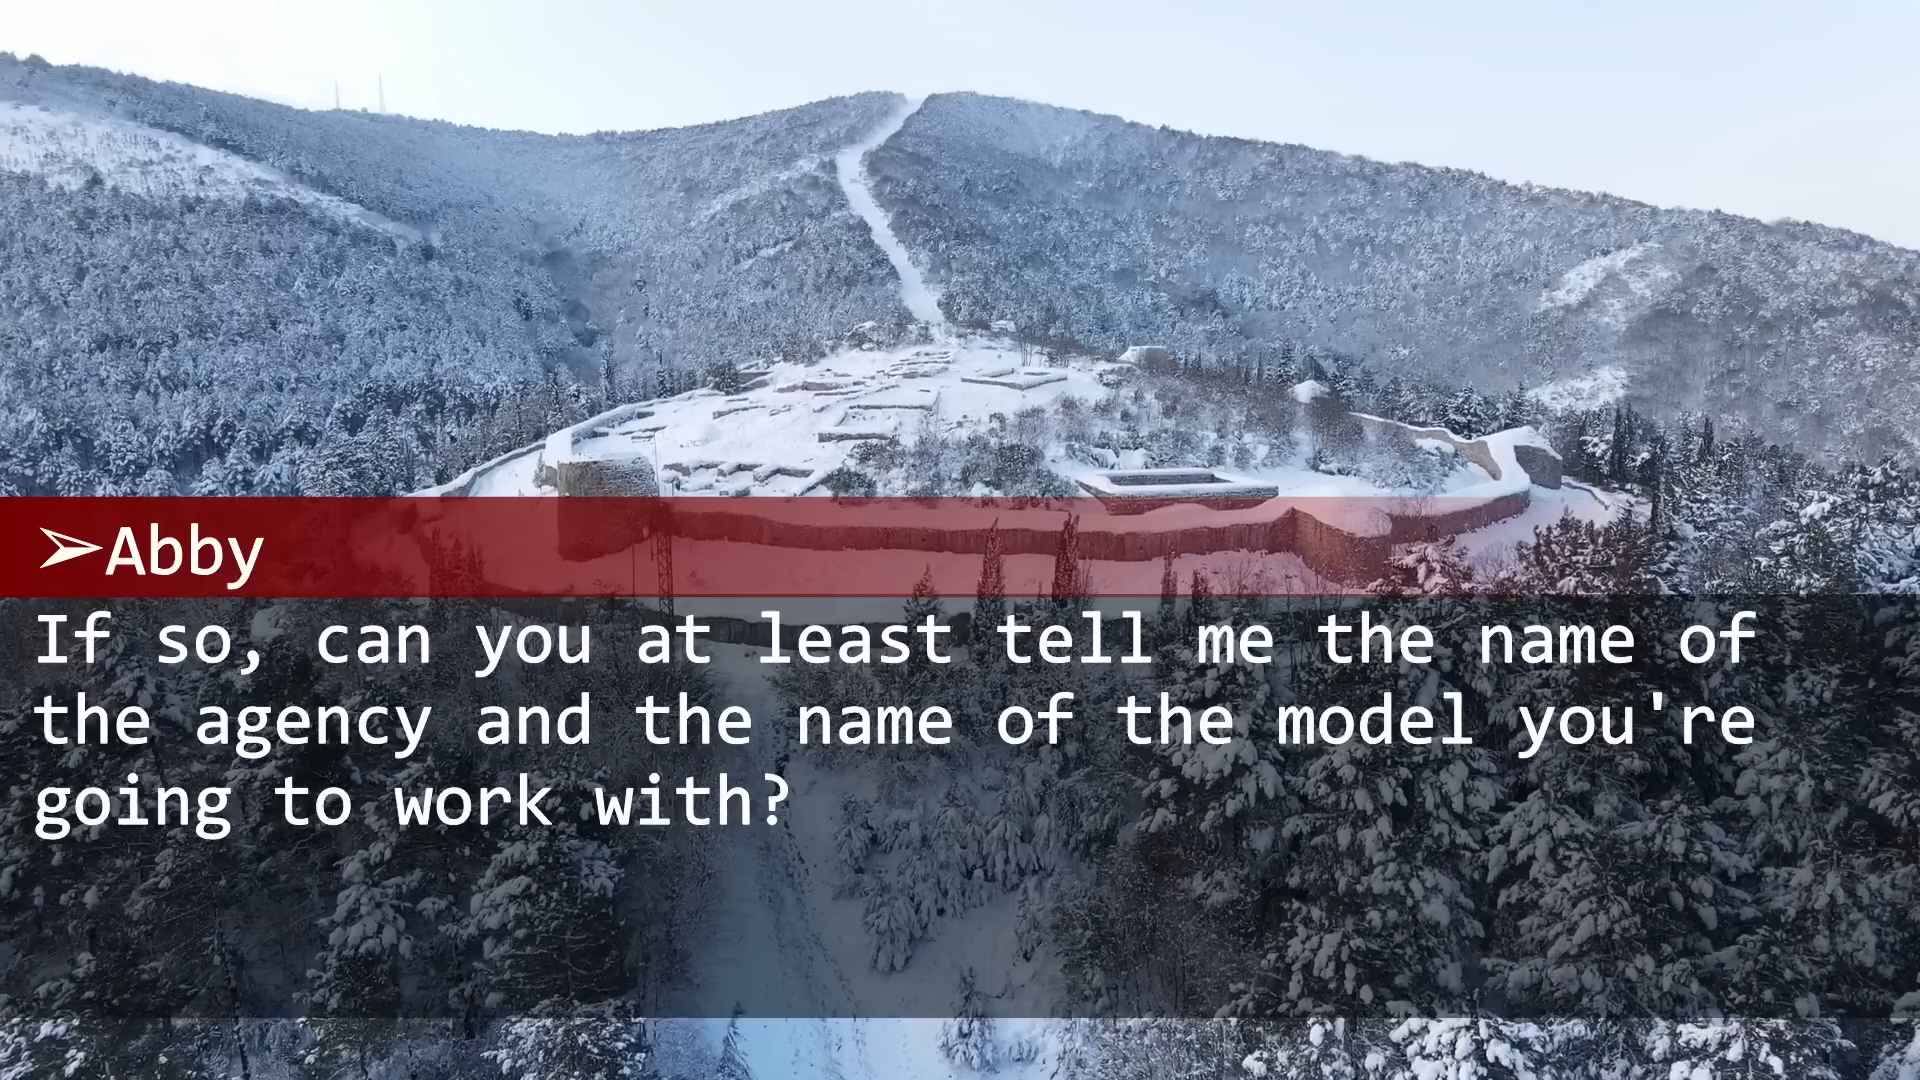 ➢Abby
If so, can you at least tell me the name of
the agency and the name of the model you're
going to work with?